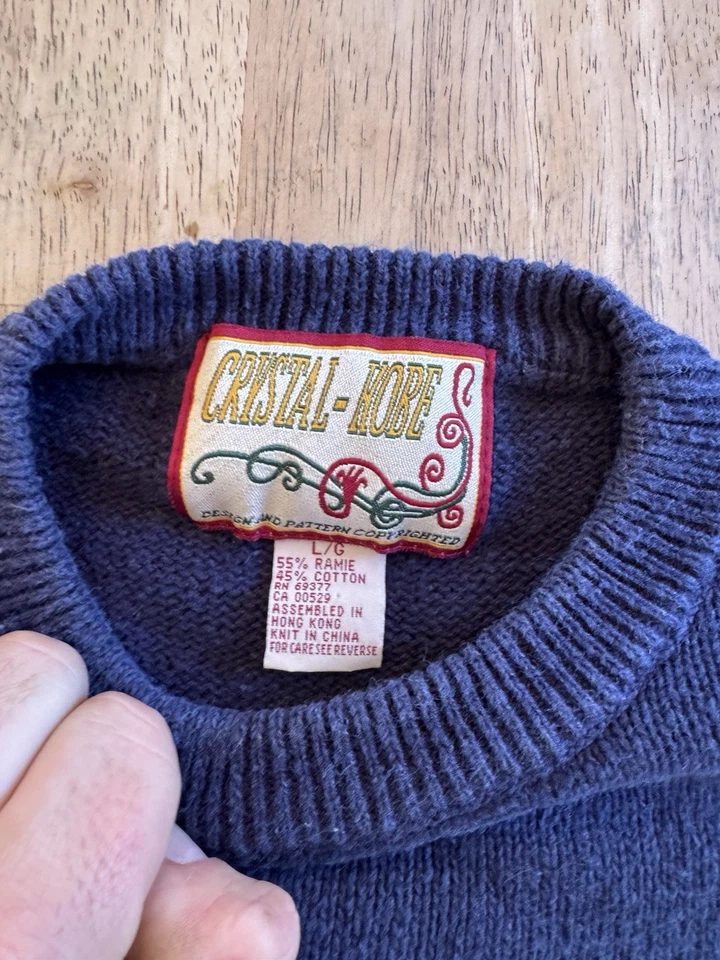 CRYSTAL-KOBE
DESIGN AND PATTERN COPYRIGHTED
L/G
55% RAMIE
45% COTTON
RN 69377
CA 00529
ASSEMBLED IN
HONG KONG
KNIT IN CHINA
FOR CARE SEE REVERSE